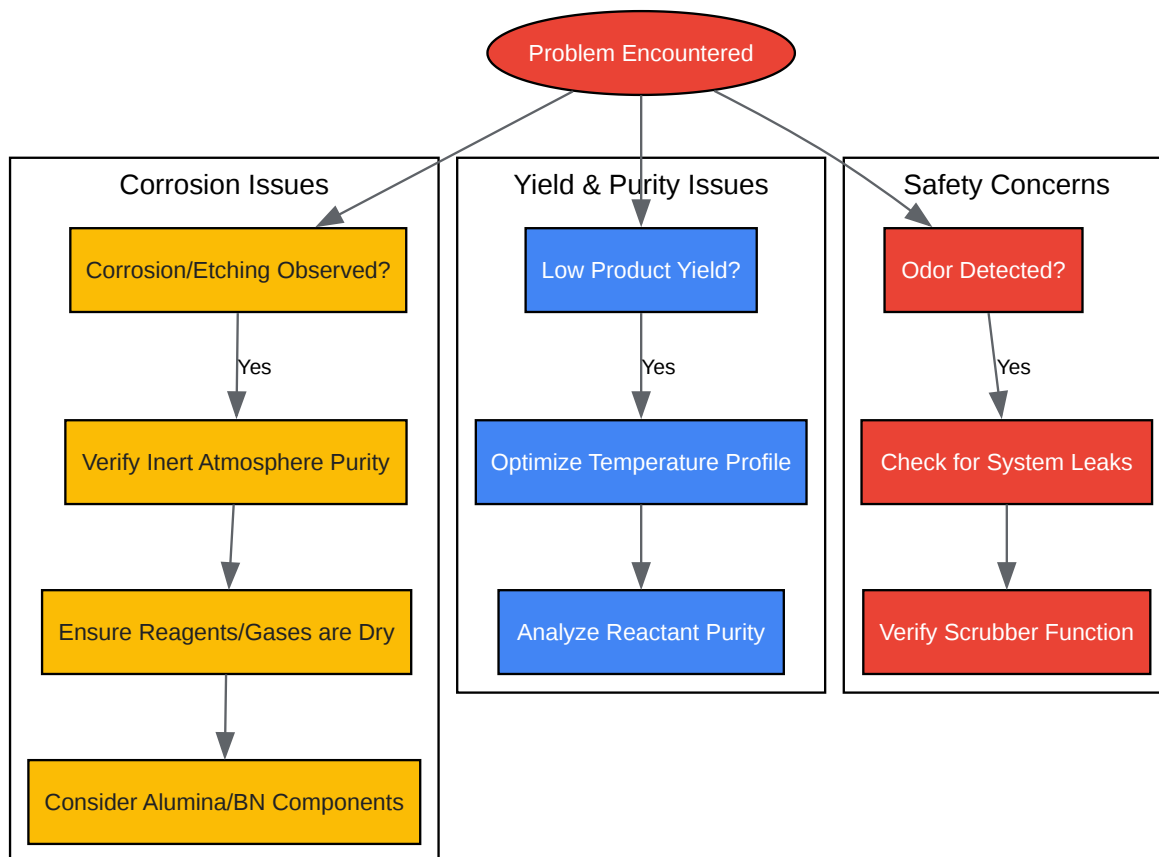 Problem Encountered
Corrosion Issues
Corrosion/Etching Observed?
Yes
Verify Inert Atmosphere Purity
Ensure Reagents/Gases are Dry
Consider Alumina/BN Components
Yield & Purity Issues
Low Product Yield?
Yes
Optimize Temperature Profile
Analyze Reactant Purity
Safety Concerns
Odor Detected?
Yes
Check for System Leaks
Verify Scrubber Function